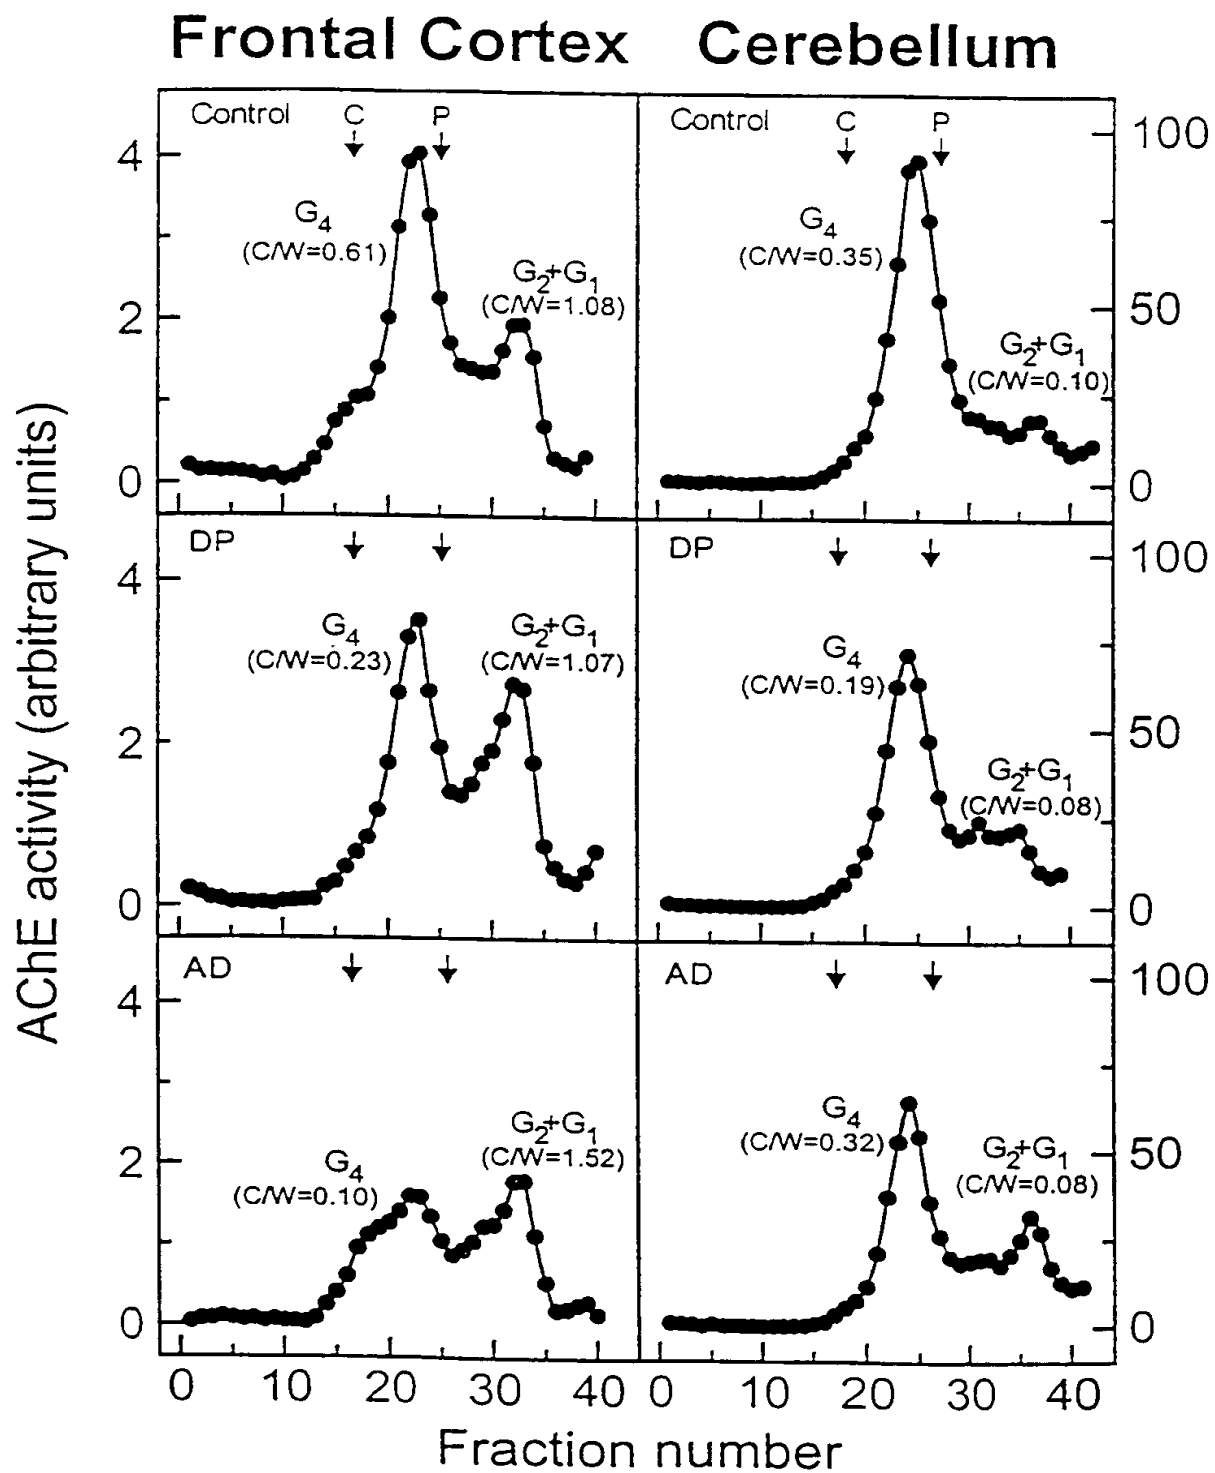 Frontal Cortex Cerebellum
Control C P
G4
(C/W=0.61)
G2+G1
(C/W=1.08)
4
2
0
Control C P
G4
(C/W=0.35)
G2+G1
(C/W=0.10)
100
50
0
DP
G4
(C/W=0.23)
G2+G1
(C/W=1.07)
4
2
0
DP
G4
(C/W=0.19)
G2+G1
(C/W=0.08)
100
50
0
AD
G4
(C/W=0.10)
G2+G1
(C/W=1.52)
4
2
0
AD
G4
(C/W=0.32)
G2+G1
(C/W=0.08)
100
50
0
AChE activity (arbitrary units)
0 10 20 30 40 0 10 20 30 40
Fraction number